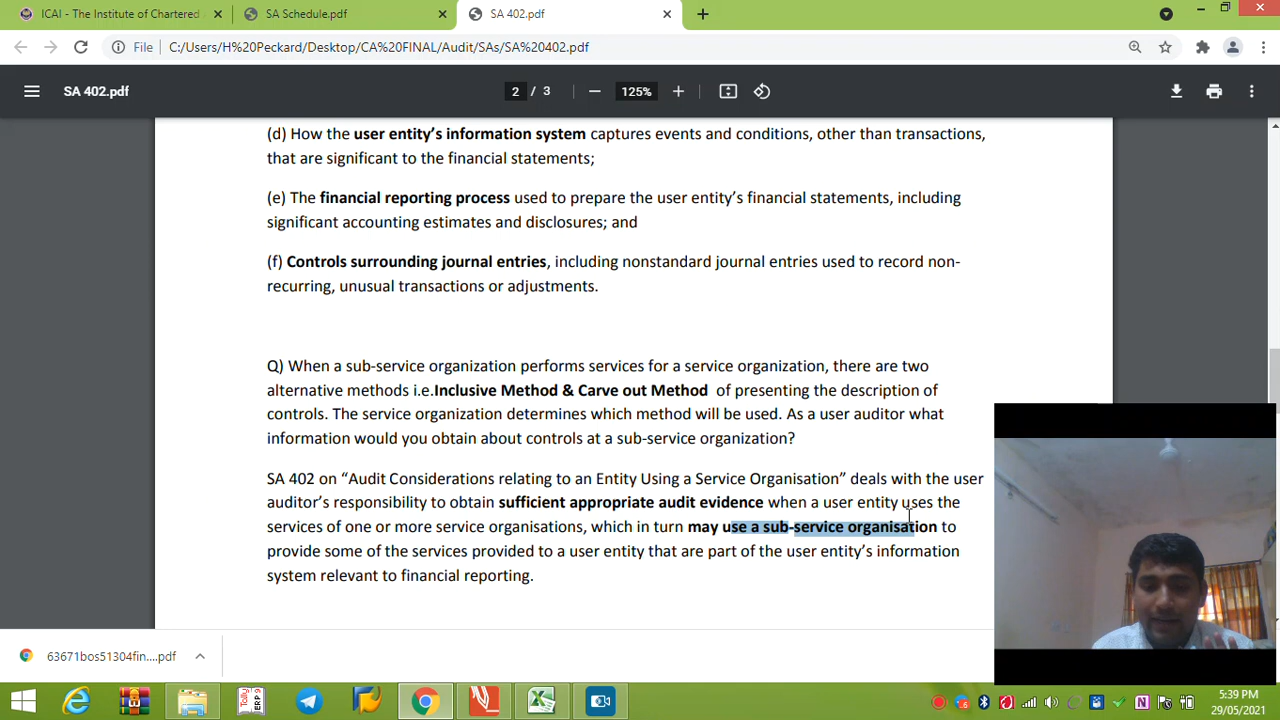 ICAI - The Institute of Chartered
SA Schedule.pdf
SA 402.pdf
File
C:/Users/H%20Peckard/Desktop/CA%20FINAL/Audit/SAs/SA%20402.pdf
SA 402.pdf
2 / 3
125%
(d) How the user entity's information system captures events and conditions, other than transactions,
that are significant to the financial statements;
(e) The financial reporting process used to prepare the user entity's financial statements, including
significant accounting estimates and disclosures; and
(f) Controls surrounding journal entries, including nonstandard journal entries used to record non-
recurring, unusual transactions or adjustments.
Q) When a sub-service organization performs services for a service organization, there are two
alternative methods i.e.Inclusive Method & Carve out Method of presenting the description of
controls. The service organization determines which method will be used. As a user auditor what
information would you obtain about controls at a sub-service organization?
SA 402 on "Audit Considerations relating to an Entity Using a Service Organisation" deals with the user
auditor's responsibility to obtain sufficient appropriate audit evidence when a user entity uses the
services of one or more service organisations, which in turn may use a sub-service organisation to
provide some of the services provided to a user entity that are part of the user entity's information
system relevant to financial reporting.
63671bos51304fin....pdf
5:39 PM
29/05/2021